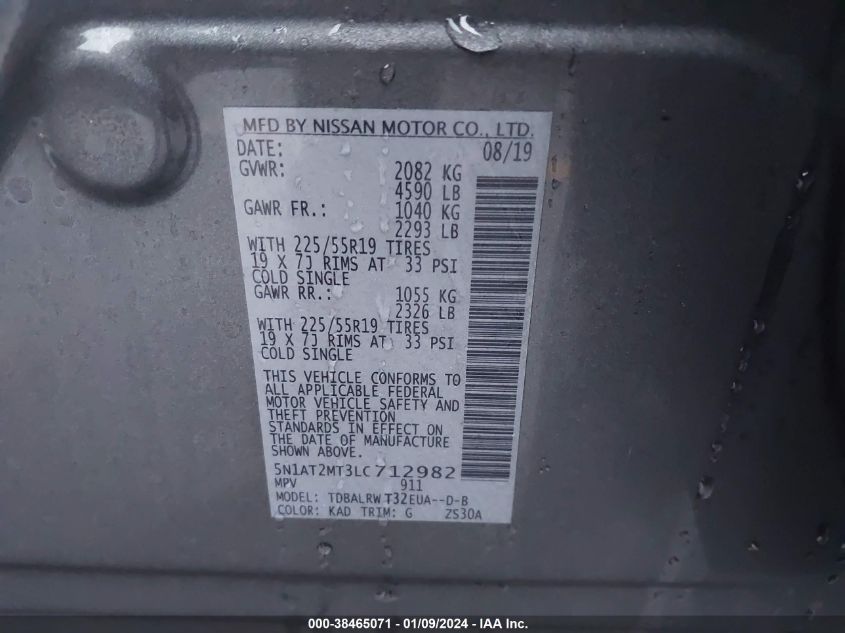 MFD BY NISSAN MOTOR CO., LTD.
DATE: 08/19
GVWR: 2082 KG
4590 LB
GAWR FR.: 1040 KG
2293 LB
WITH 225/55R19 TIRES
19 X 7J RIMS AT 33 PSI
COLD SINGLE
GAWR RR.: 1055 KG
2326 LB
WITH 225/55R19 TIRES
19 X 7J RIMS AT 33 PSI
COLD SINGLE
THIS VEHICLE CONFORMS TO
ALL APPLICABLE FEDERAL
MOTOR VEHICLE SAFETY AND
THEFT PREVENTION
STANDARDS IN EFFECT ON
THE DATE OF MANUFACTURE
SHOWN ABOVE.
5N1AT2MT3LC712982
MPV 911
MODEL: TDBALRW T32EUA--D-B
COLOR: KAD TRIM: G ZS30A
000-38465071 - 01/09/2024 - IAA Inc.